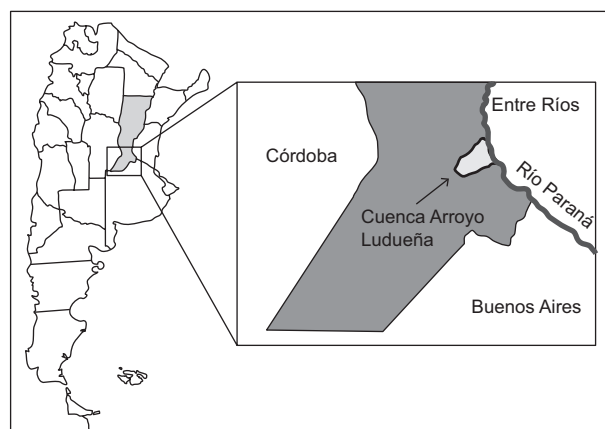 Entre Ríos
Córdoba
Río Paraná
Cuenca Arroyo
Ludueña
Buenos Aires